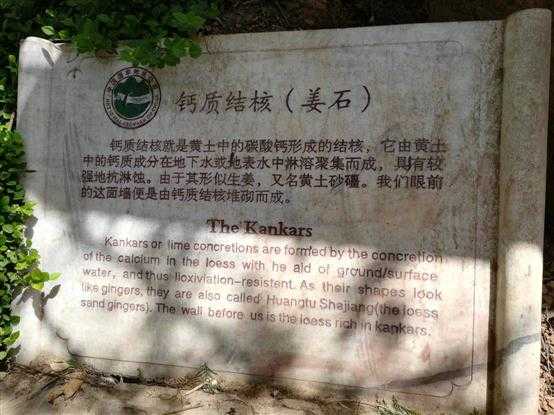 钙质结核（姜石）
钙质结核就是黄土中的碳酸钙形成的结核，它由黄土
中的钙质成分在地下水或地表水中淋溶聚集而成，具有较
强地抗淋蚀。由于其形似生姜，又名黄土砂礓。我们眼前
的这面墙便是由钙质结核堆砌而成。
The Kankars
Kankars or lime concretions are formed by the concretion
of the calcium in the loess with he aid of ground/surface
water, and thus lioxiviation-resistent. As their shapes look
like gingers, they are also called Huangtu Shajiang(the loess
sand gingers). The wall before us is the loess rich in kankars.